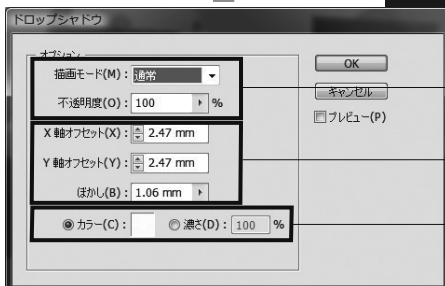 ドロップシャドウ
オプション
描画モード(M): 通常
不透明度(O): 100 %
X 軸オフセット(X): 2.47 mm
Y 軸オフセット(Y): 2.47 mm
ぼかし(B): 1.06 mm
カラー(C): 濃さ(D): 100 %
OK
キャンセル
プレビュー(P)